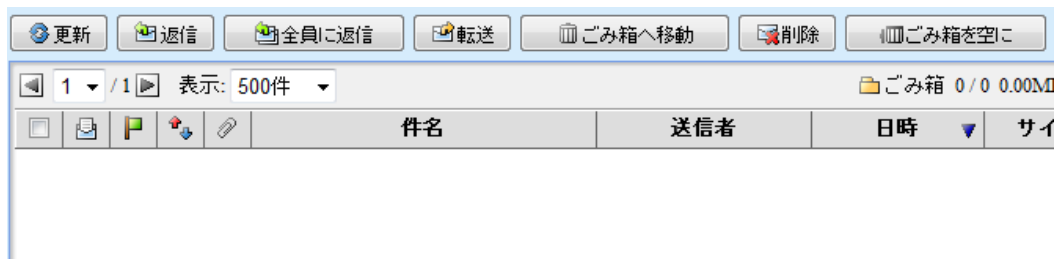 更新 返信 全員に返信 転送 ごみ箱へ移動 削除 ごみ箱を空に
1 / 1 表示: 500件 ごみ箱 0 / 0 0.00M
件名 送信者 日時 サイ